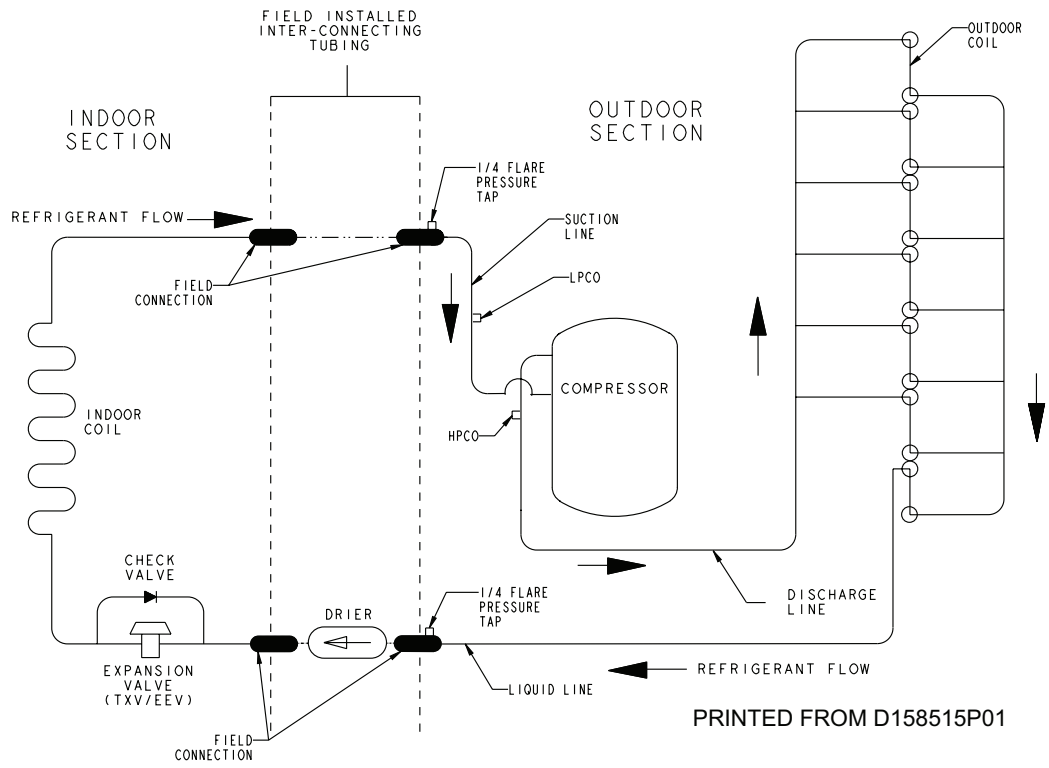 FIELD INSTALLED
INTER-CONNECTING
TUBING
OUTDOOR
COIL
INDOOR
SECTION
OUTDOOR
SECTION
1/4 FLARE
PRESSURE
TAP
REFRIGERANT FLOW
SUCTION
LINE
FIELD
CONNECTION
LPCO
COMPRESSOR
INDOOR
COIL
HPCO
CHECK
VALVE
DRIER
1/4 FLARE
PRESSURE
TAP
DISCHARGE
LINE
EXPANSION
VALVE
(TXV/EEV)
LIQUID LINE
REFRIGERANT FLOW
PRINTED FROM D158515P01
FIELD
CONNECTION